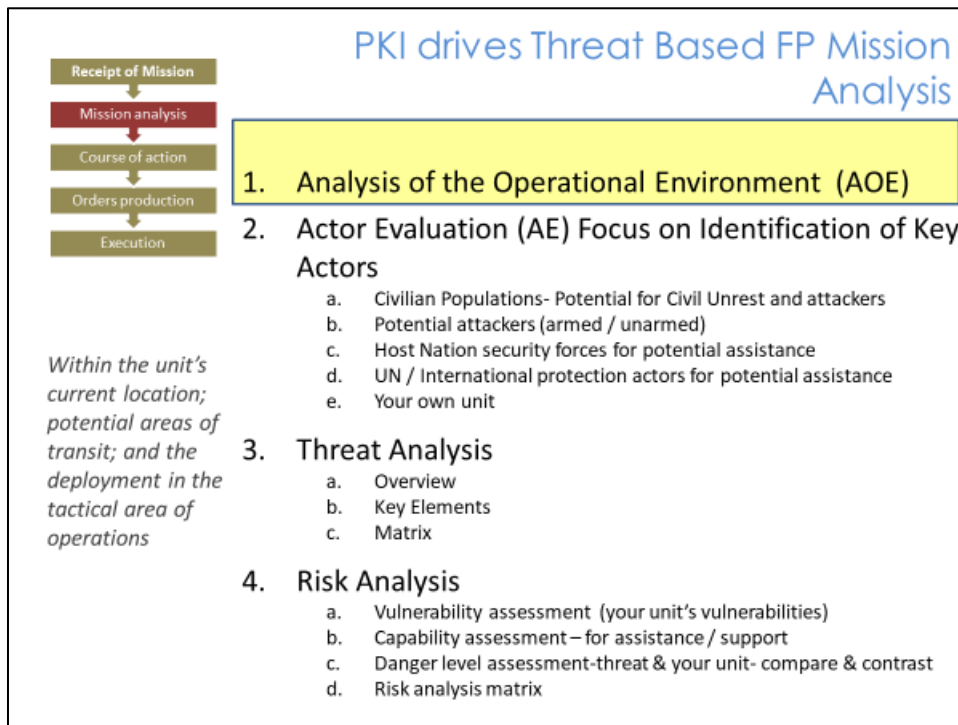 PKI drives Threat Based FP Mission
Analysis
Receipt of Mission
Mission analysis
Course of action
Orders production
Execution
Within the unit's
current location;
potential areas of
transit; and the
deployment in the
tactical area of
operations
1. Analysis of the Operational Environment (AOE)
2. Actor Evaluation (AE) Focus on Identification of Key
Actors
a. Civilian Populations- Potential for Civil Unrest and attackers
b. Potential attackers (armed / unarmed)
c. Host Nation security forces for potential assistance
d. UN / International protection actors for potential assistance
e. Your own unit
3. Threat Analysis
a. Overview
b. Key Elements
c. Matrix
4. Risk Analysis
a. Vulnerability assessment (your unit's vulnerabilities)
b. Capability assessment – for assistance / support
c. Danger level assessment-threat & your unit- compare & contrast
d. Risk analysis matrix